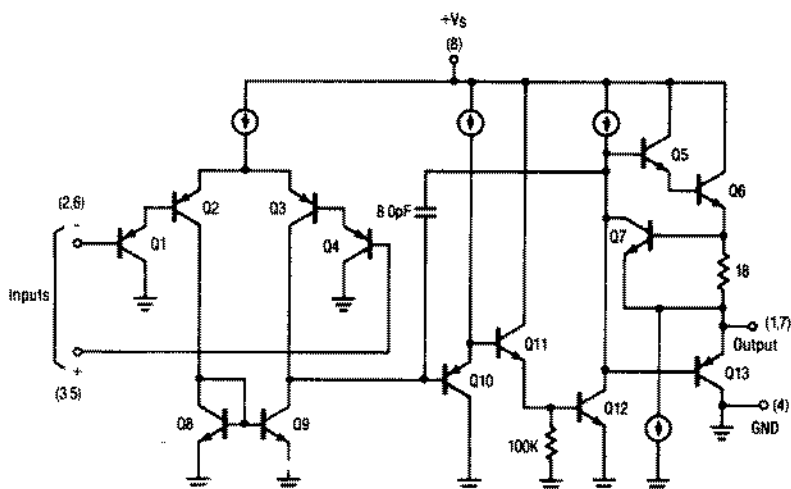 +Vs
(8)
Q5
Q6
(2,6)
-
Q2
Q3
8 0pF
Q7
Q1
Q4
18
Inputs
(1,7)
Output
Q11
+
(3 5)
Q10
Q13
Q8
Q9
Q12
(4)
GND
100K